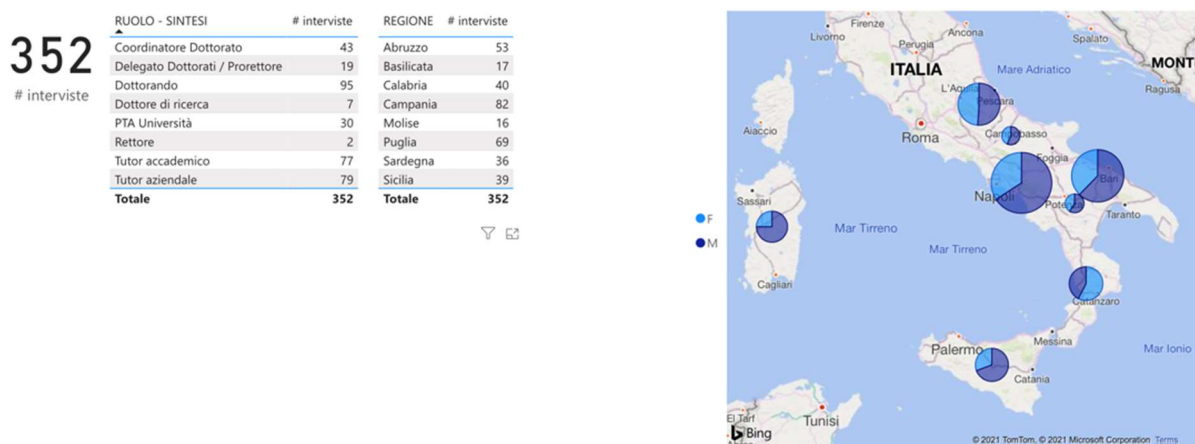 352
# interviste
RUOLO - SINTESI # interviste
Coordinatore Dottorato 43
Delegato Dottorati / Prorettore 19
Dottorando 95
Dottore di ricerca 7
PTA Università 30
Rettore 2
Tutor accademico 77
Tutor aziendale 79
Totale 352
REGIONE # interviste
Abruzzo 53
Basilicata 17
Calabria 40
Campania 82
Molise 16
Puglia 69
Sardegna 36
Sicilia 39
Totale 352
F
M
Firenze
Livorno
Ancona
Perugia
Spalato
ITALIA
Mare Adriatico
MONT
Ragusa
L'Aquila
Pescara
Aiaccio
Roma
Campobasso
Foggia
Sassari
Napoli
Bari
Potenza
Taranto
Mar Tirreno
Mar Tirreno
Cagliari
Catanzaro
Messina
Palermo
Mar Ionio
Catania
El Tarf
Tunisi
Bing
© 2021 TomTom, © 2021 Microsoft Corporation Terms